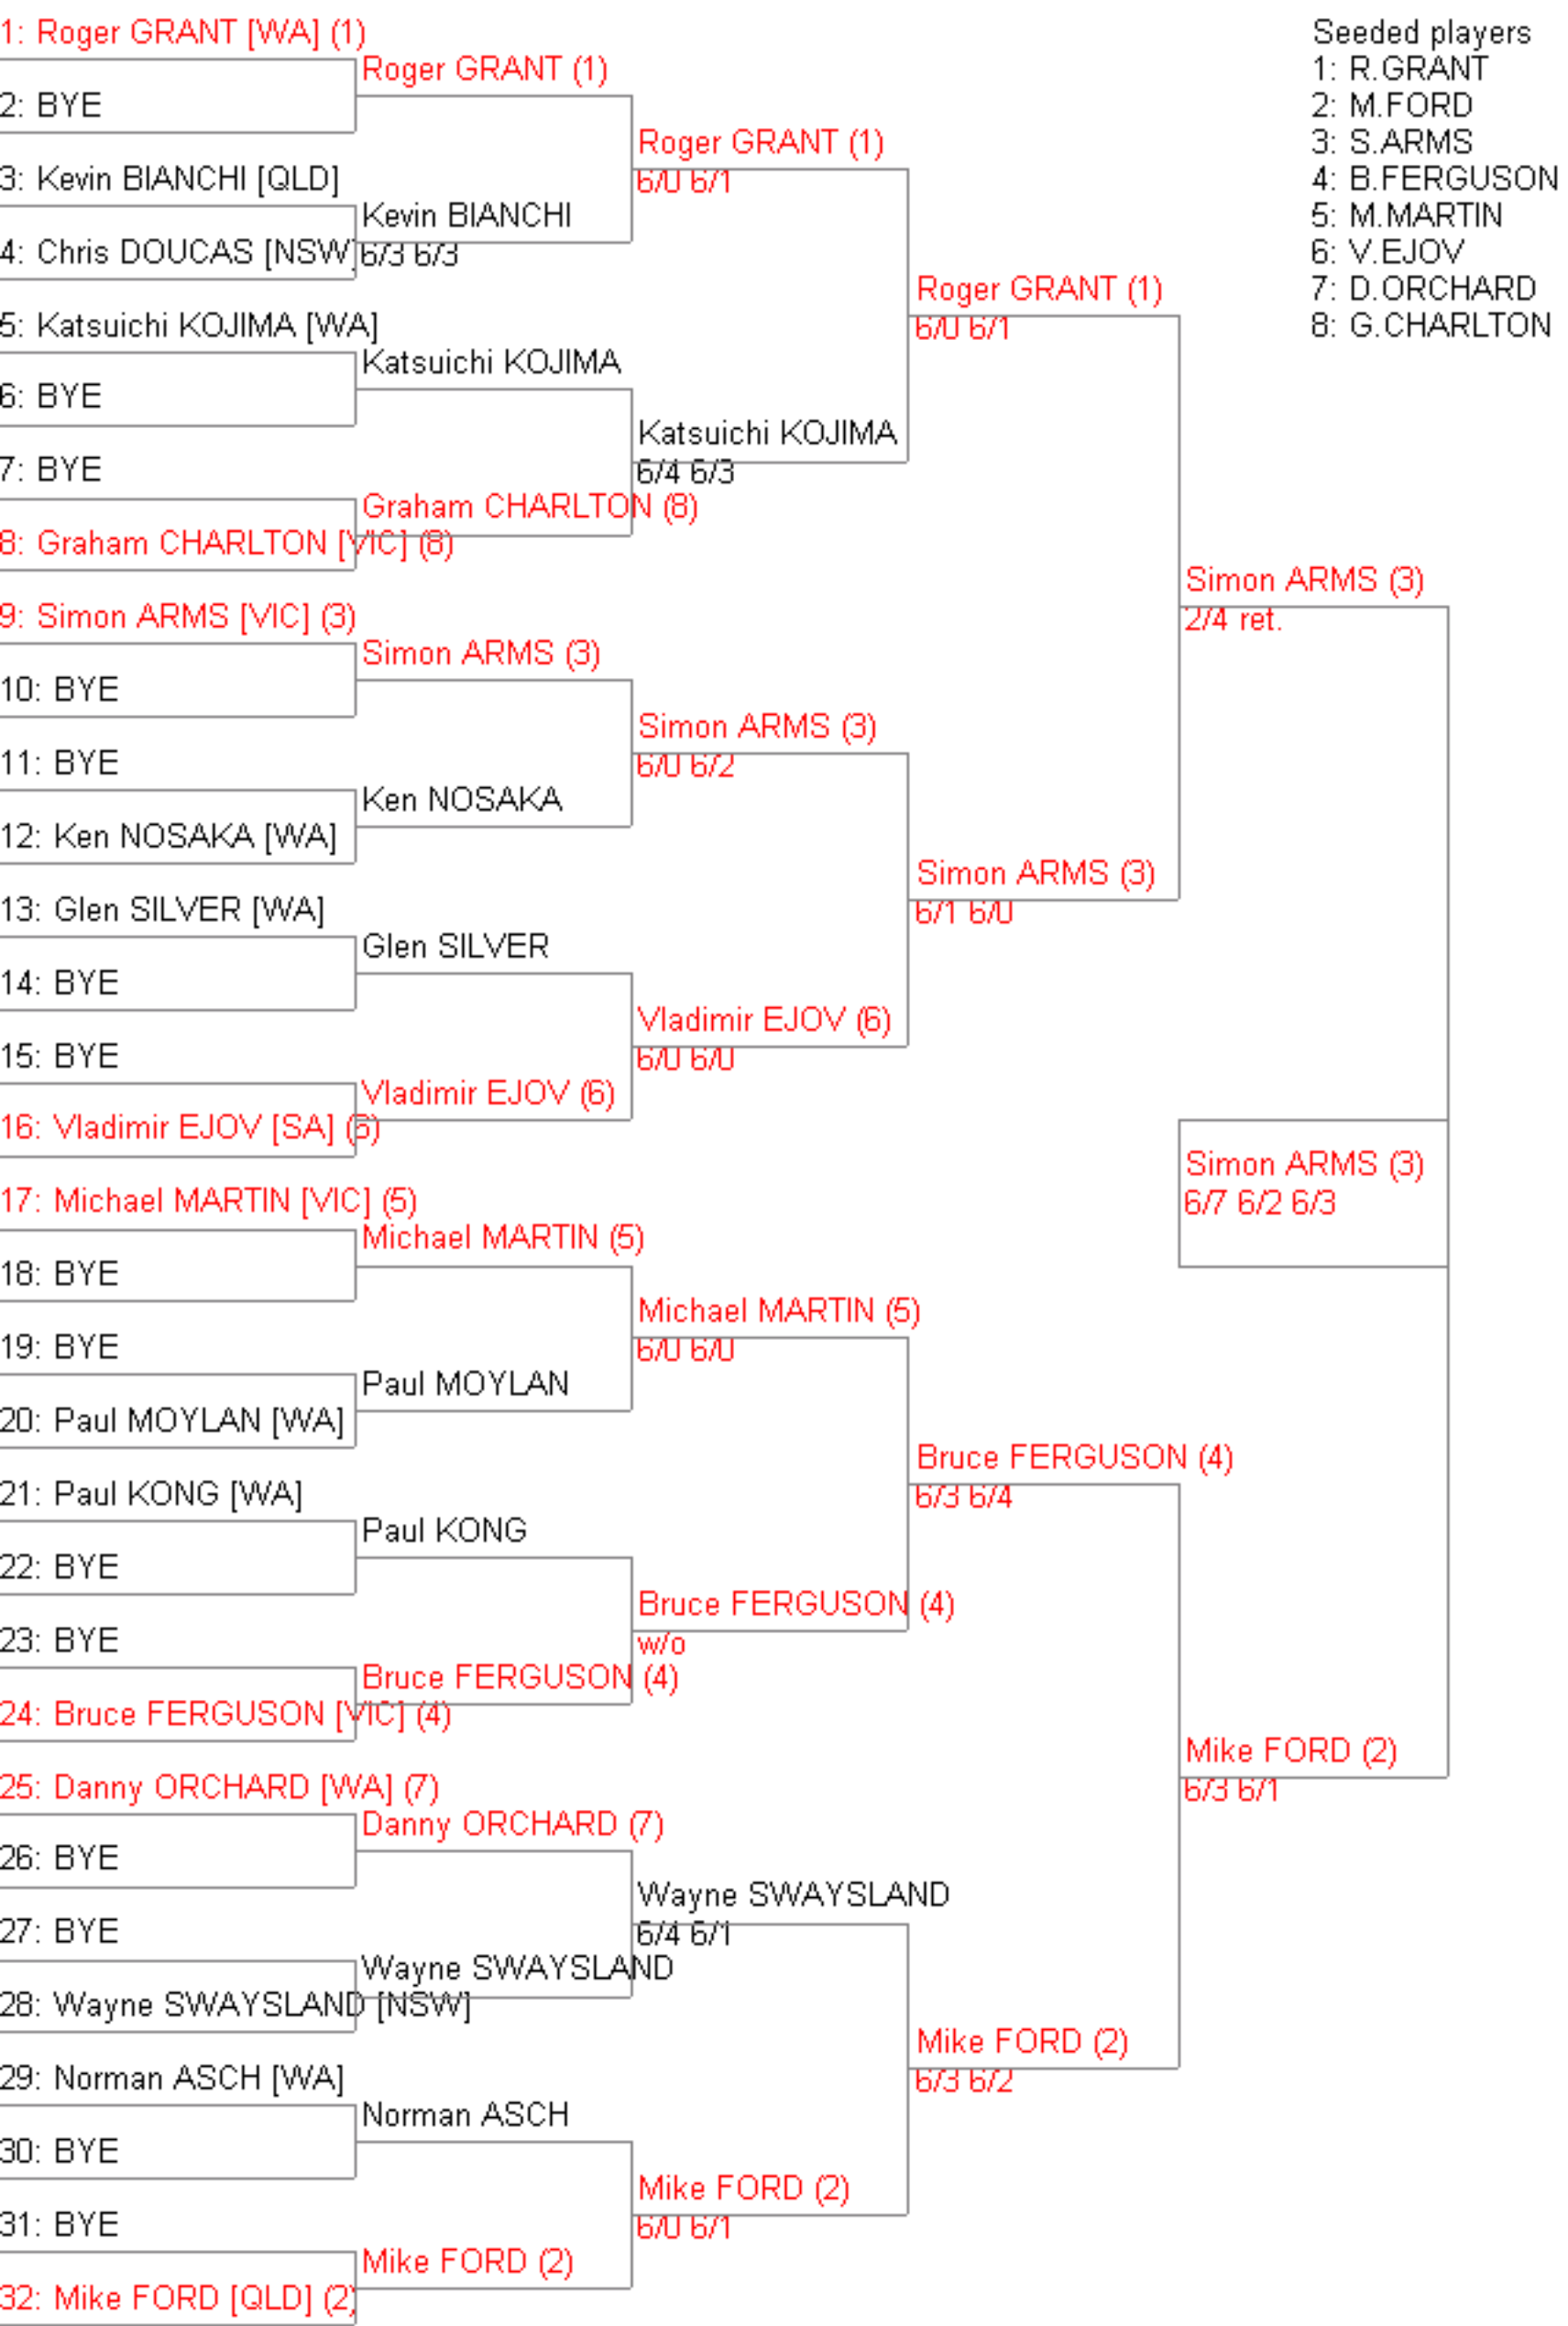 1: Roger GRANT [WA] (1)
2: BYE
3: Kevin BIANCHI [QLD]
4: Chris DOUCAS [NSW]
5: Katsuichi KOJIMA [WA]
6: BYE
7: BYE
8: Graham CHARLTON [VIC] (8)
9: Simon ARMS [VIC] (3)
10: BYE
11: BYE
12: Ken NOSAKA [WA]
13: Glen SILVER [WA]
14: BYE
15: BYE
16: Vladimir EJOV [SA] (6)
17: Michael MARTIN [VIC] (5)
18: BYE
19: BYE
20: Paul MOYLAN [WA]
21: Paul KONG [WA]
22: BYE
23: BYE
24: Bruce FERGUSON [VIC] (4)
25: Danny ORCHARD [WA] (7)
26: BYE
27: BYE
28: Wayne SWAYSLAND [NSW]
29: Norman ASCH [WA]
30: BYE
31: BYE
32: Mike FORD [QLD] (2)
Roger GRANT (1)
Kevin BIANCHI
6/3 6/3
Katsuichi KOJIMA
Graham CHARLTON (8)
Simon ARMS (3)
Ken NOSAKA
Glen SILVER
Vladimir EJOV (6)
Michael MARTIN (5)
Paul MOYLAN
Paul KONG
Bruce FERGUSON (4)
Danny ORCHARD (7)
Wayne SWAYSLAND
Norman ASCH
Mike FORD (2)
Roger GRANT (1)
6/0 6/1
Katsuichi KOJIMA
6/4 6/3
Simon ARMS (3)
6/0 6/2
Vladimir EJOV (6)
6/0 6/0
Michael MARTIN (5)
6/0 6/0
Bruce FERGUSON (4)
w/o
Wayne SWAYSLAND
6/4 6/1
Mike FORD (2)
6/0 6/1
Roger GRANT (1)
6/0 6/1
Simon ARMS (3)
6/1 6/0
Bruce FERGUSON (4)
6/3 6/4
Mike FORD (2)
6/3 6/2
Simon ARMS (3)
2/4 ret.
Mike FORD (2)
6/3 6/1
Simon ARMS (3)
6/7 6/2 6/3
Seeded players
1: R.GRANT
2: M.FORD
3: S.ARMS
4: B.FERGUSON
5: M.MARTIN
6: V.EJOV
7: D.ORCHARD
8: G.CHARLTON